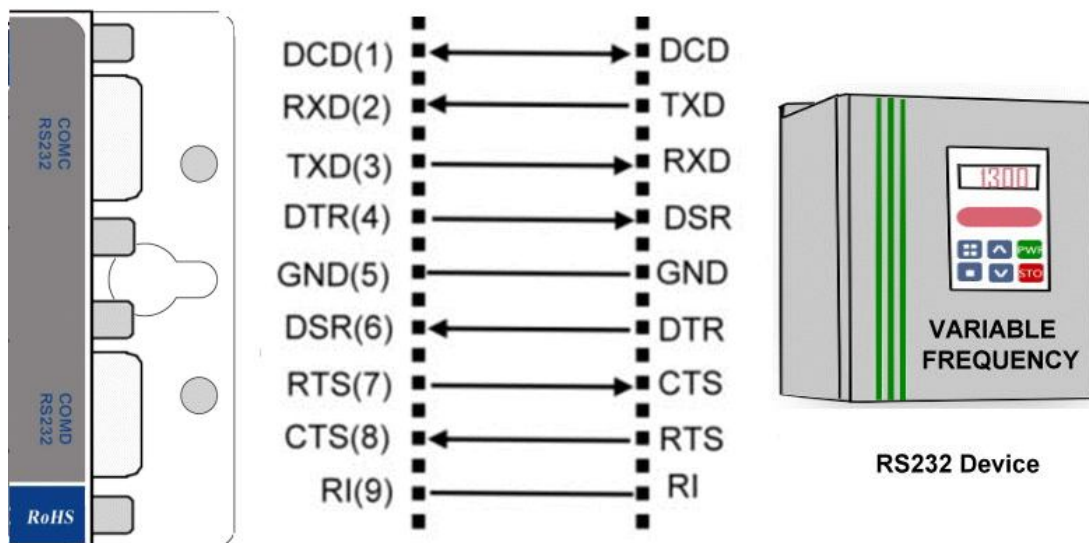 COMC
RS232
COMD
RS232
RoHS
DCD(1)
RXD(2)
TXD(3)
DTR(4)
GND(5)
DSR(6)
RTS(7)
CTS(8)
RI(9)
DCD
TXD
RXD
DSR
GND
DTR
CTS
RTS
RI
1300
PWR
STO
VARIABLE
FREQUENCY
RS232 Device